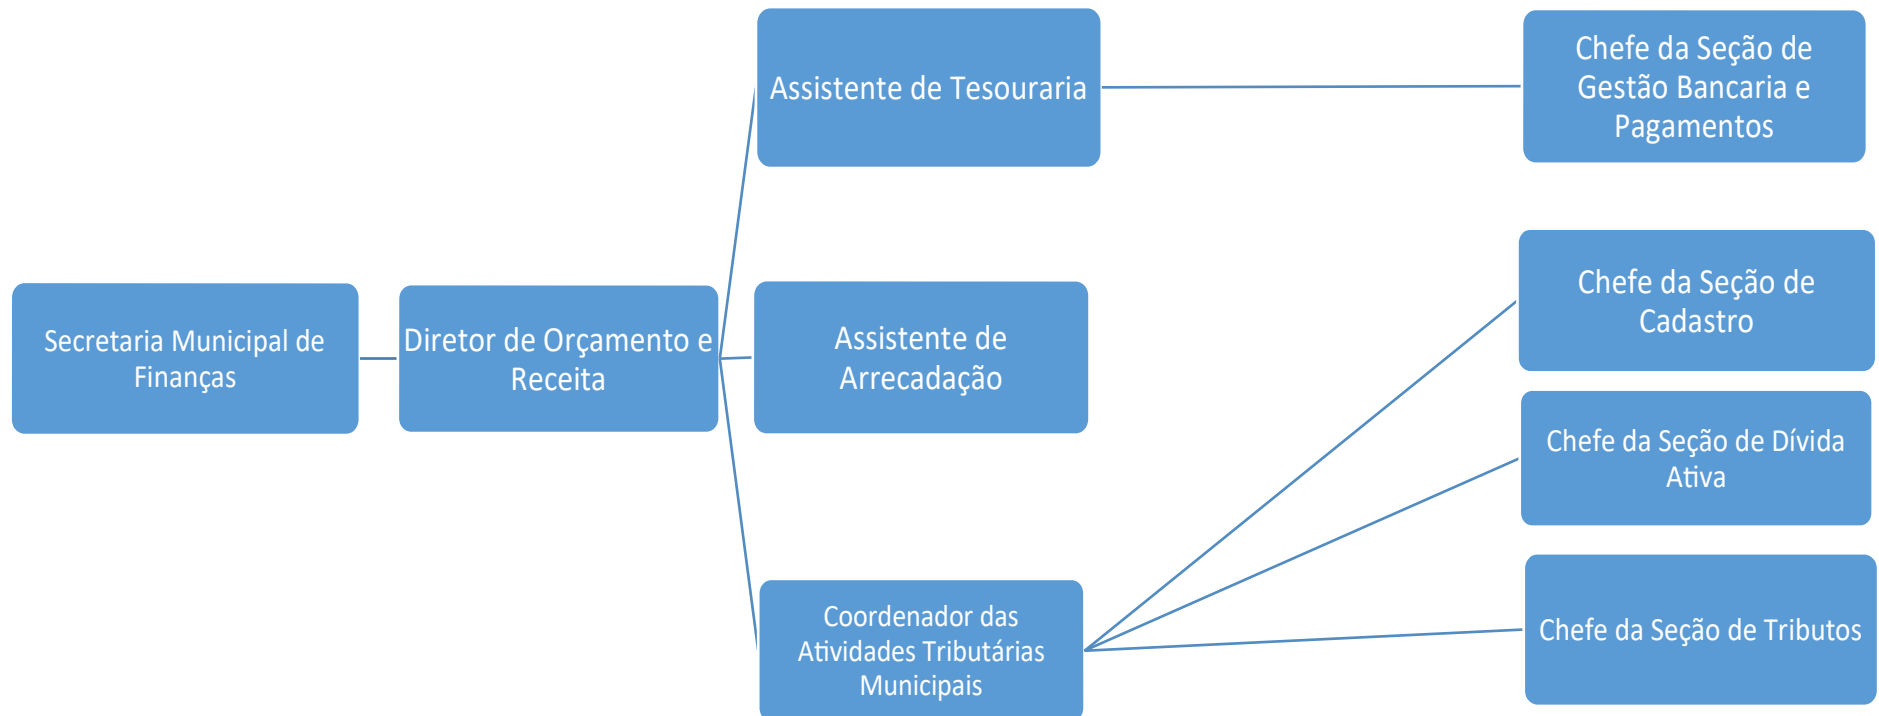 Secretaria Municipal de
Finanças
Diretor de Orçamento e
Receita
Assistente de Tesouraria
Chefe da Seção de
Gestão Bancaria e
Pagamentos
Assistente de
Arrecadação
Coordenador das
Atividades Tributárias
Municipais
Chefe da Seção de
Cadastro
Chefe da Seção de Dívida
Ativa
Chefe da Seção de Tributos